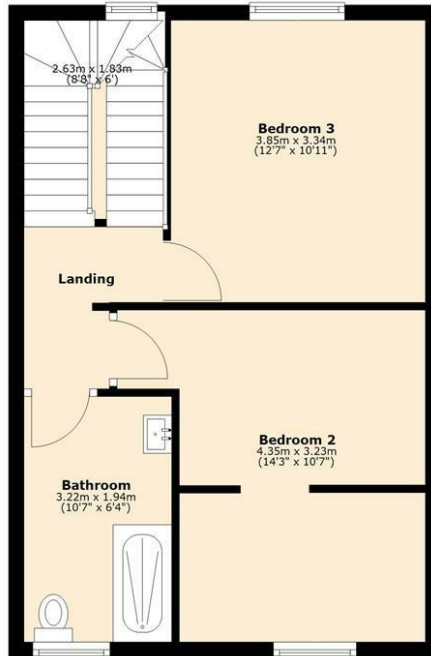 2.63m x 1.83m
(8'8" x 6')
Bedroom 3
3.85m x 3.34m
(12'7" x 10'11")
Landing
Bedroom 2
4.35m x 3.23m
(14'3" x 10'7")
Bathroom
3.22m x 1.94m
(10'7" x 6'4")